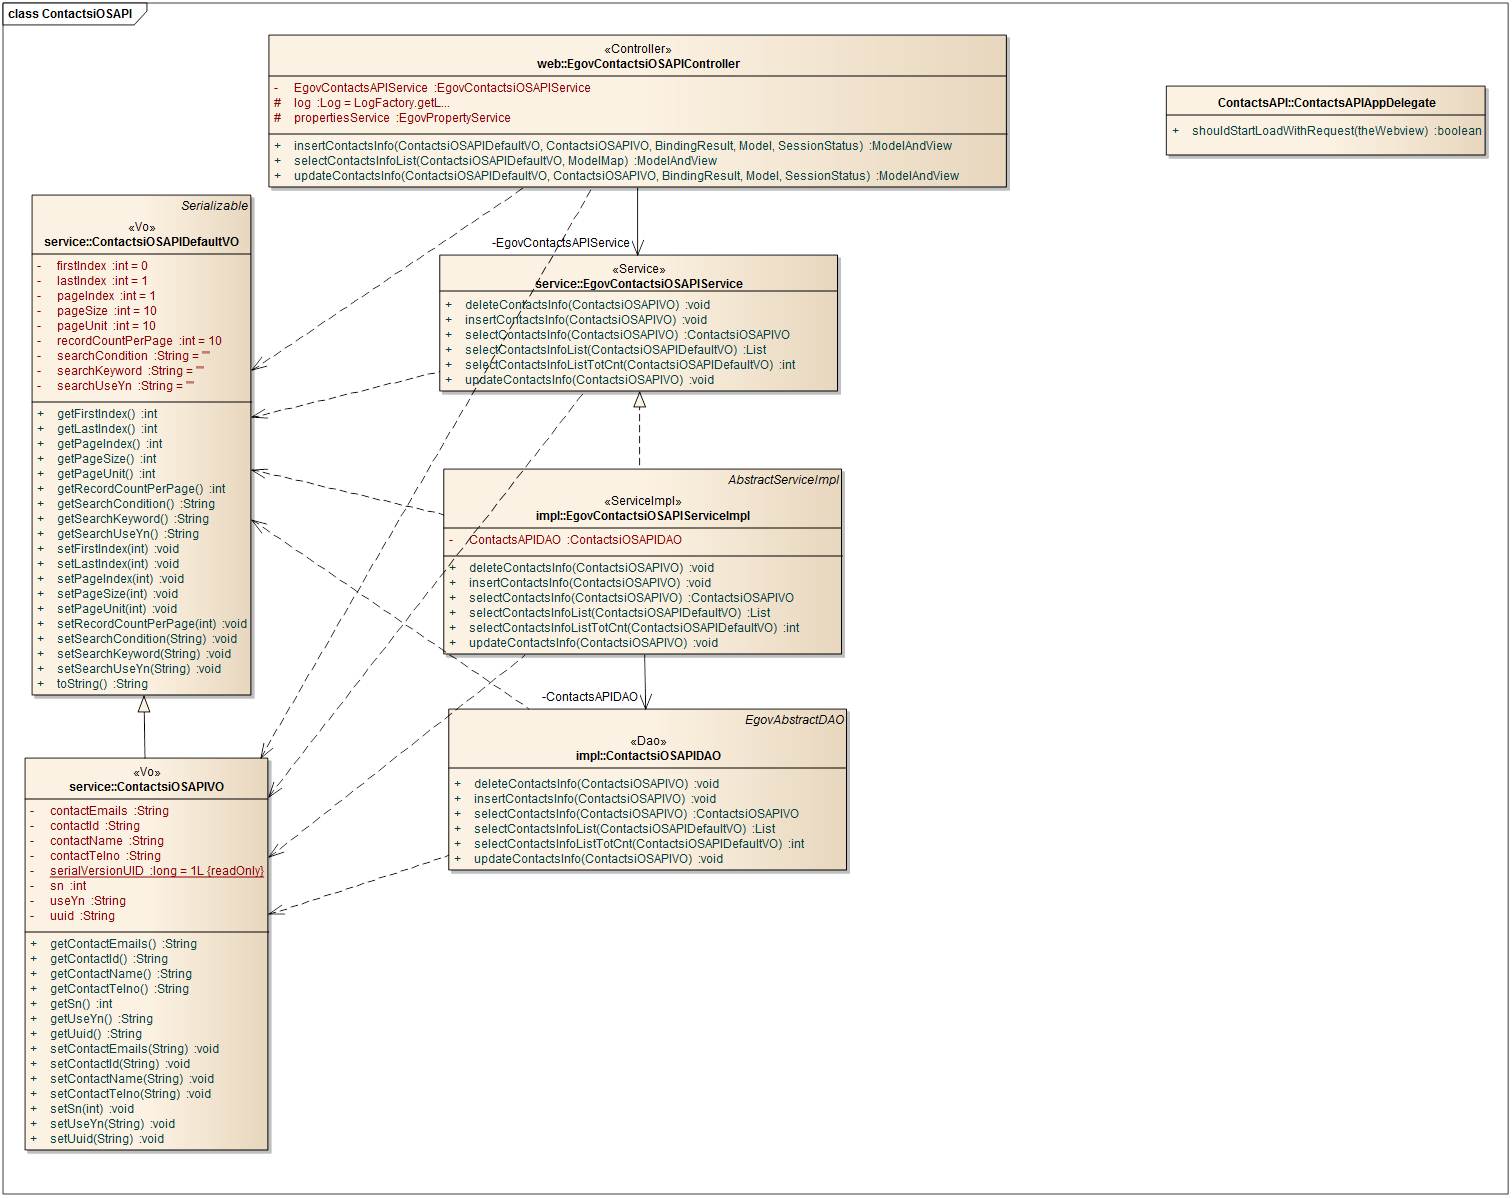 class ContactsiOSAPI
«Controller»
web::EgovContactsiOSAPIController
- EgovContactsAPIService :EgovContactsiOSAPIService
# log :Log = LogFactory.getL...
# propertiesService :EgovPropertyService
+ insertContactsInfo(ContactsiOSAPIDefaultVO, ContactsiOSAPIVO, BindingResult, Model, SessionStatus) :ModelAndView
+ selectContactsInfoList(ContactsiOSAPIDefaultVO, ModelMap) :ModelAndView
+ updateContactsInfo(ContactsiOSAPIDefaultVO, ContactsiOSAPIVO, BindingResult, Model, SessionStatus) :ModelAndView
ContactsAPI::ContactsAPIAppDelegate
+ shouldStartLoadWithRequest(theWebview) :boolean
Serializable
«Vo»
service::ContactsiOSAPIDefaultVO
- firstIndex :int = 0
- lastIndex :int = 1
- pageIndex :int = 1
- pageSize :int = 10
- pageUnit :int = 10
- recordCountPerPage :int = 10
- searchCondition :String = ""
- searchKeyword :String = ""
- searchUseYn :String = ""
+ getFirstIndex() :int
+ getLastIndex() :int
+ getPageIndex() :int
+ getPageSize() :int
+ getPageUnit() :int
+ getRecordCountPerPage() :int
+ getSearchCondition() :String
+ getSearchKeyword() :String
+ getSearchUseYn() :String
+ setFirstIndex(int) :void
+ setLastIndex(int) :void
+ setPageIndex(int) :void
+ setPageSize(int) :void
+ setPageUnit(int) :void
+ setRecordCountPerPage(int) :void
+ setSearchCondition(String) :void
+ setSearchKeyword(String) :void
+ setSearchUseYn(String) :void
+ toString() :String
-EgovContactsAPIService
«Service»
service::EgovContactsiOSAPIService
+ deleteContactsInfo(ContactsiOSAPIVO) :void
+ insertContactsInfo(ContactsiOSAPIVO) :void
+ selectContactsInfo(ContactsiOSAPIVO) :ContactsiOSAPIVO
+ selectContactsInfoList(ContactsiOSAPIDefaultVO) :List
+ selectContactsInfoListTotCnt(ContactsiOSAPIDefaultVO) :int
+ updateContactsInfo(ContactsiOSAPIVO) :void
AbstractServiceImpl
«ServiceImpl»
impl::EgovContactsiOSAPIServiceImpl
- ContactsAPIDAO :ContactsiOSAPIDAO
+ deleteContactsInfo(ContactsiOSAPIVO) :void
+ insertContactsInfo(ContactsiOSAPIVO) :void
+ selectContactsInfo(ContactsiOSAPIVO) :ContactsiOSAPIVO
+ selectContactsInfoList(ContactsiOSAPIDefaultVO) :List
+ selectContactsInfoListTotCnt(ContactsiOSAPIDefaultVO) :int
+ updateContactsInfo(ContactsiOSAPIVO) :void
-ContactsAPIDAO
EgovAbstractDAO
«Dao»
impl::ContactsiOSAPIDAO
+ deleteContactsInfo(ContactsiOSAPIVO) :void
+ insertContactsInfo(ContactsiOSAPIVO) :void
+ selectContactsInfo(ContactsiOSAPIVO) :ContactsiOSAPIVO
+ selectContactsInfoList(ContactsiOSAPIDefaultVO) :List
+ selectContactsInfoListTotCnt(ContactsiOSAPIDefaultVO) :int
+ updateContactsInfo(ContactsiOSAPIVO) :void
«Vo»
service::ContactsiOSAPIVO
- contactEmails :String
- contactId :String
- contactName :String
- contactTelno :String
- serialVersionUID :long = 1L {readOnly}
- sn :int
- useYn :String
- uuid :String
+ getContactEmails() :String
+ getContactId() :String
+ getContactName() :String
+ getContactTelno() :String
+ getSn() :int
+ getUseYn() :String
+ getUuid() :String
+ setContactEmails(String) :void
+ setContactId(String) :void
+ setContactName(String) :void
+ setContactTelno(String) :void
+ setSn(int) :void
+ setUseYn(String) :void
+ setUuid(String) :void